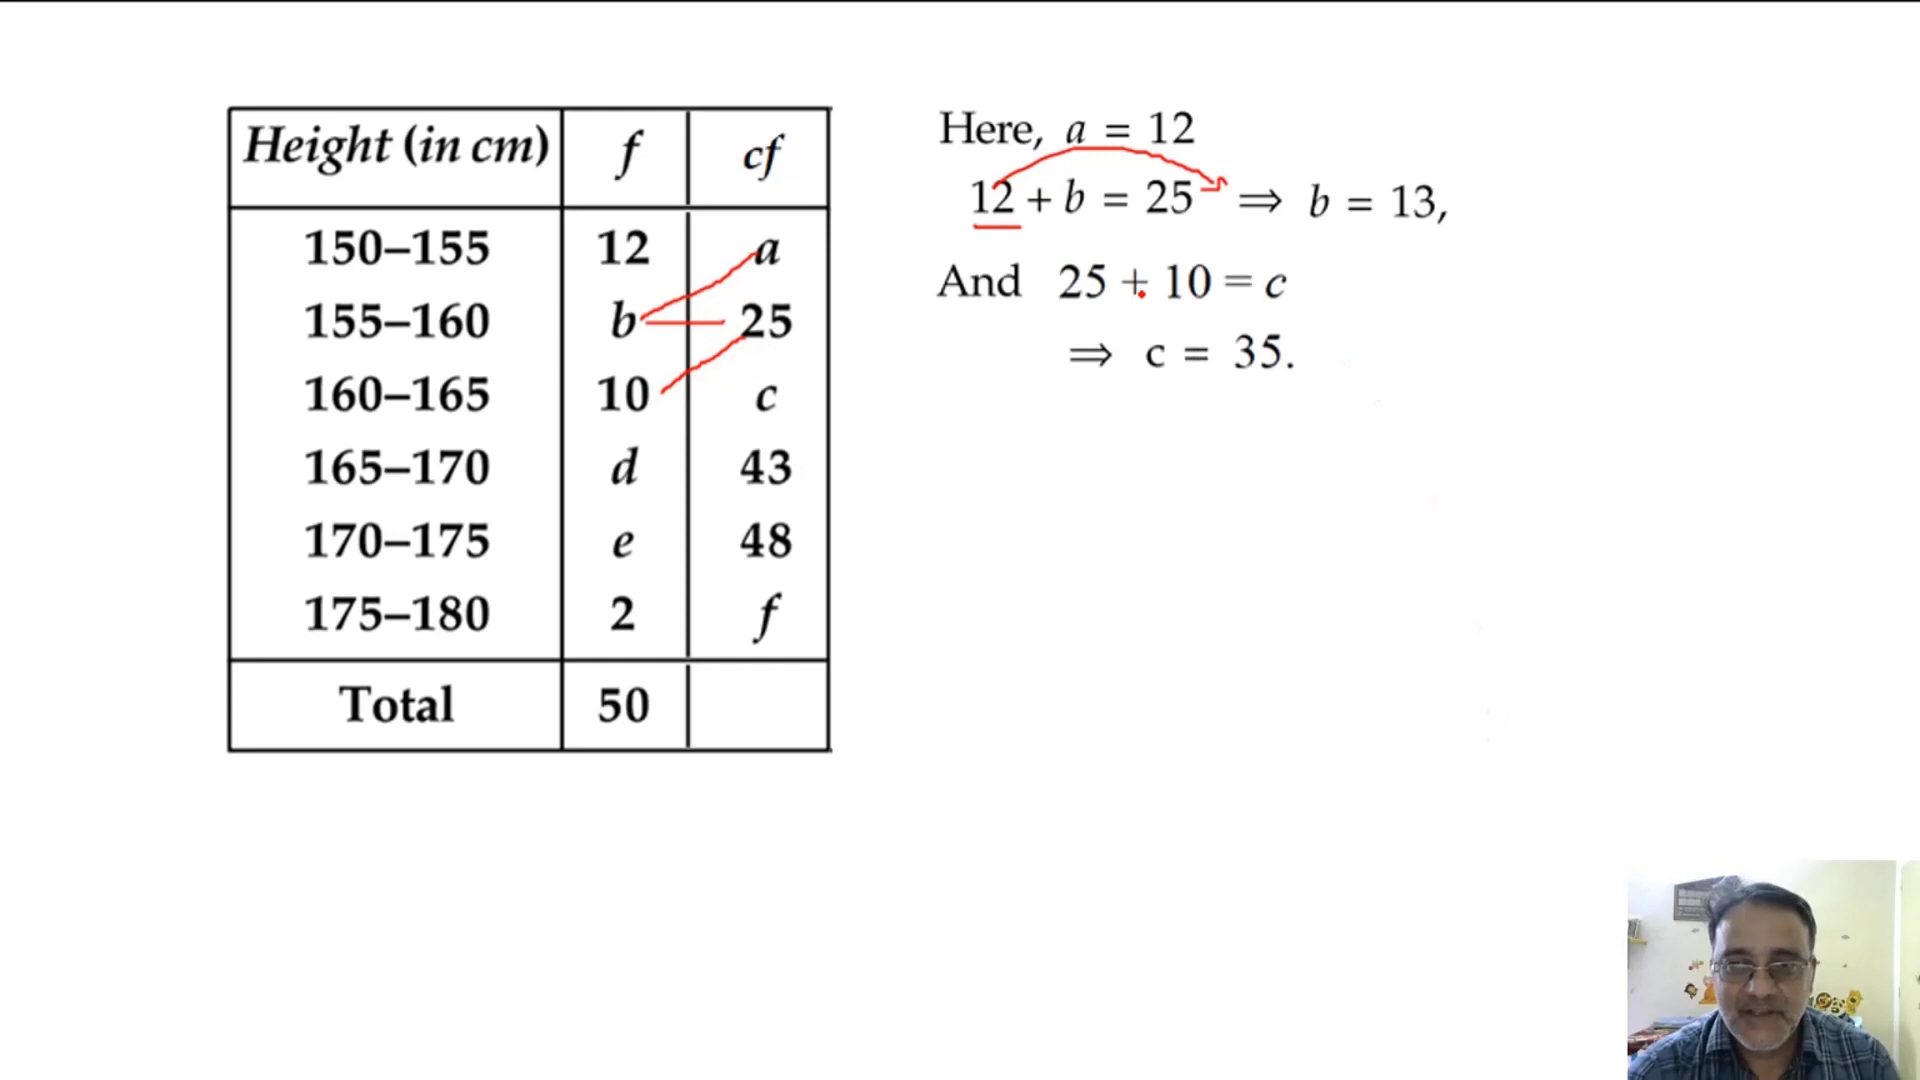 Height (in cm) f cf
150–155 12 a
155–160 b 25
160–165 10 c
165–170 d 43
170–175 e 48
175–180 2 f
Total 50
Here, a = 12
12 + b = 25 ⇒ b = 13,
And 25 + 10 = c
⇒ c = 35.